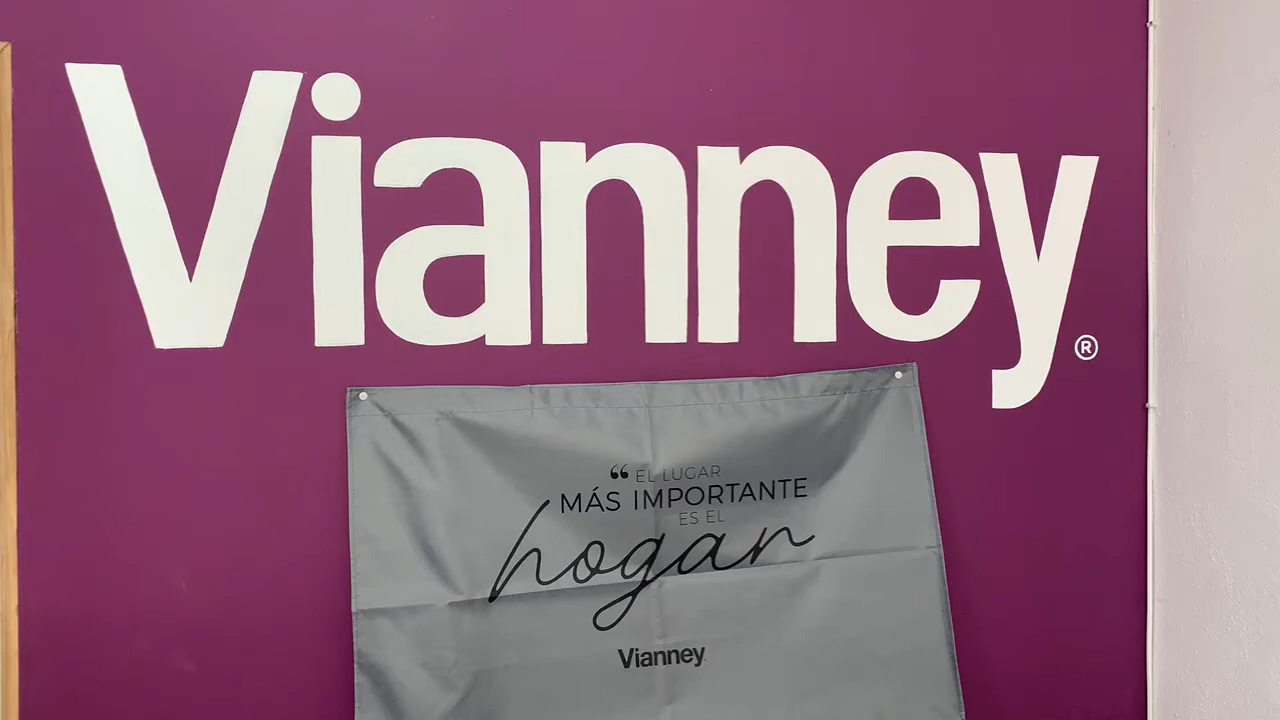 Vianney®
“ EL LUGAR
MÁS IMPORTANTE
ES EL
hogar
Vianney